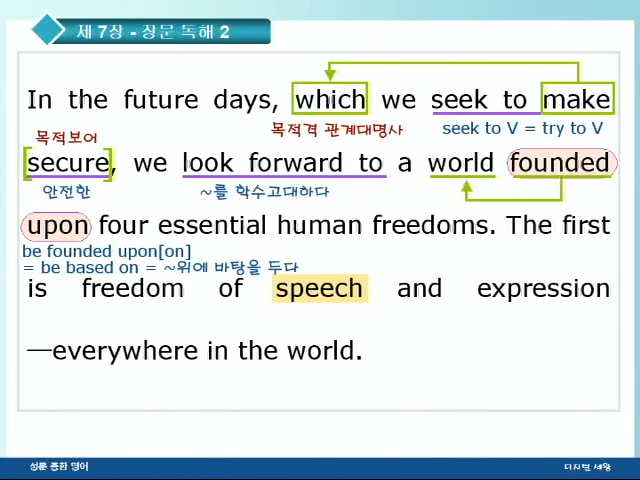 제 7장 - 장문 독해 2
In the future days, which we seek to make
목적보어
목적격 관계대명사
seek to V = try to V
[secure], we look forward to a world founded
안전한
~를 학수고대하다
upon four essential human freedoms. The first
be founded upon[on]
= be based on = ~위에 바탕을 두다
is freedom of speech and expression
—everywhere in the world.
성문 종합 영어
디지털 세왕